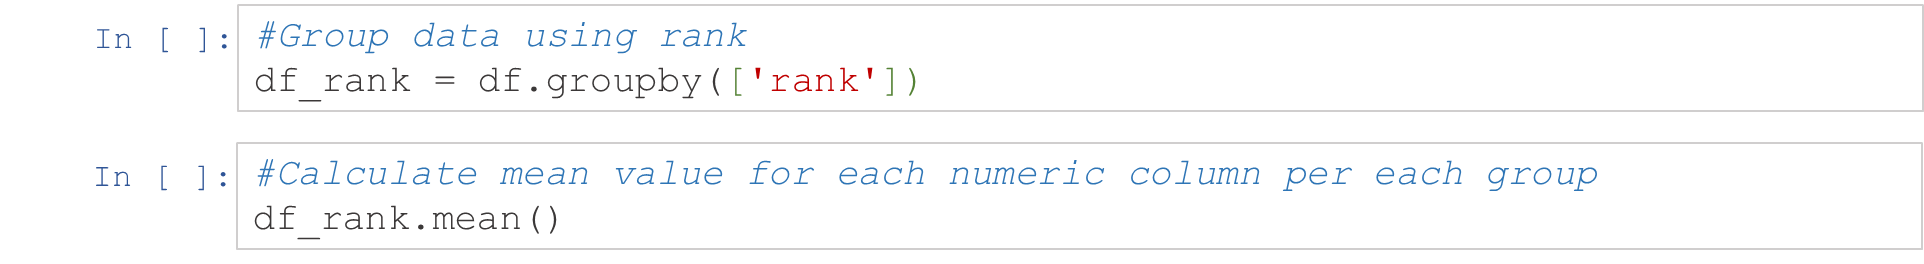 In [ ]: #Group data using rank
df_rank = df.groupby(['rank'])
In [ ]: #Calculate mean value for each numeric column per each group
df_rank.mean()